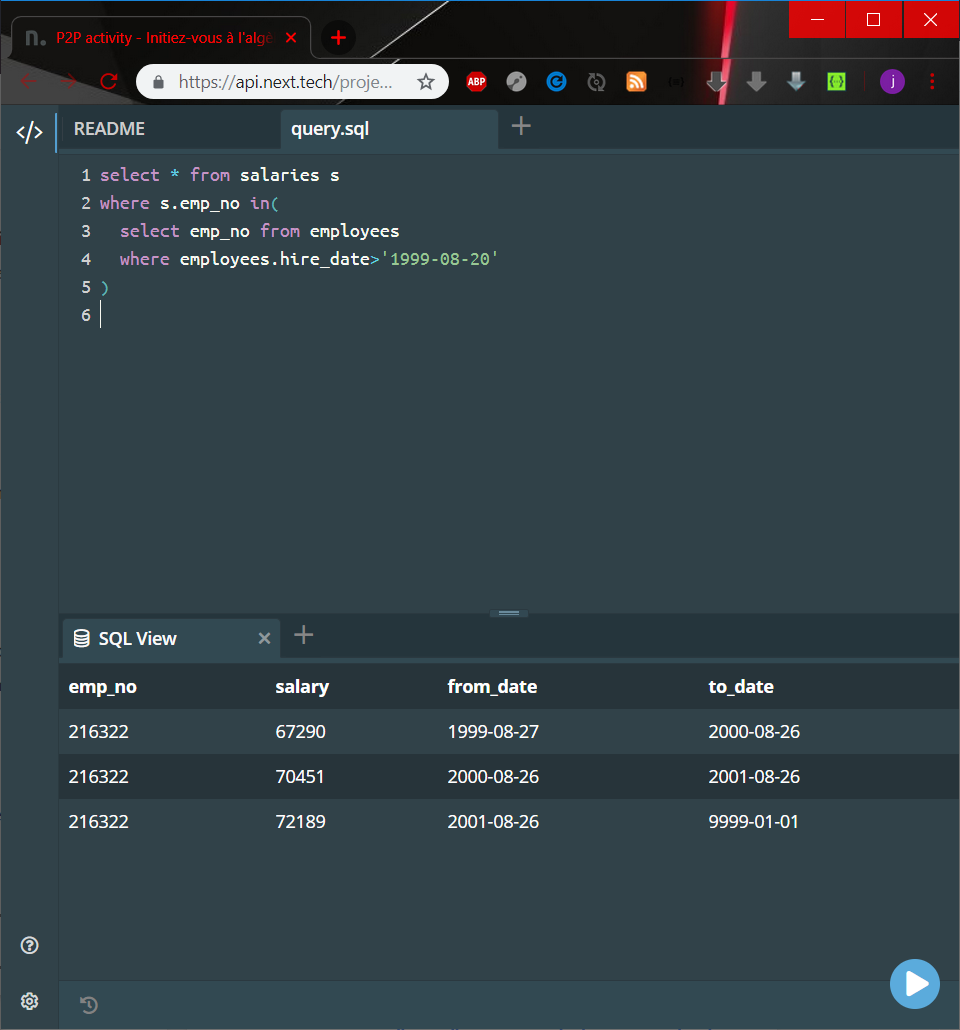 n. P2P activity - Initiez-vous à l'algè
https://api.next.tech/proje...
ABP
j
</>
README
query.sql
1 select * from salaries s
2 where s.emp_no in(
3 select emp_no from employees
4 where employees.hire_date>'1999-08-20'
5 )
6
SQL View
emp_no salary from_date to_date
216322 67290 1999-08-27 2000-08-26
216322 70451 2000-08-26 2001-08-26
216322 72189 2001-08-26 9999-01-01